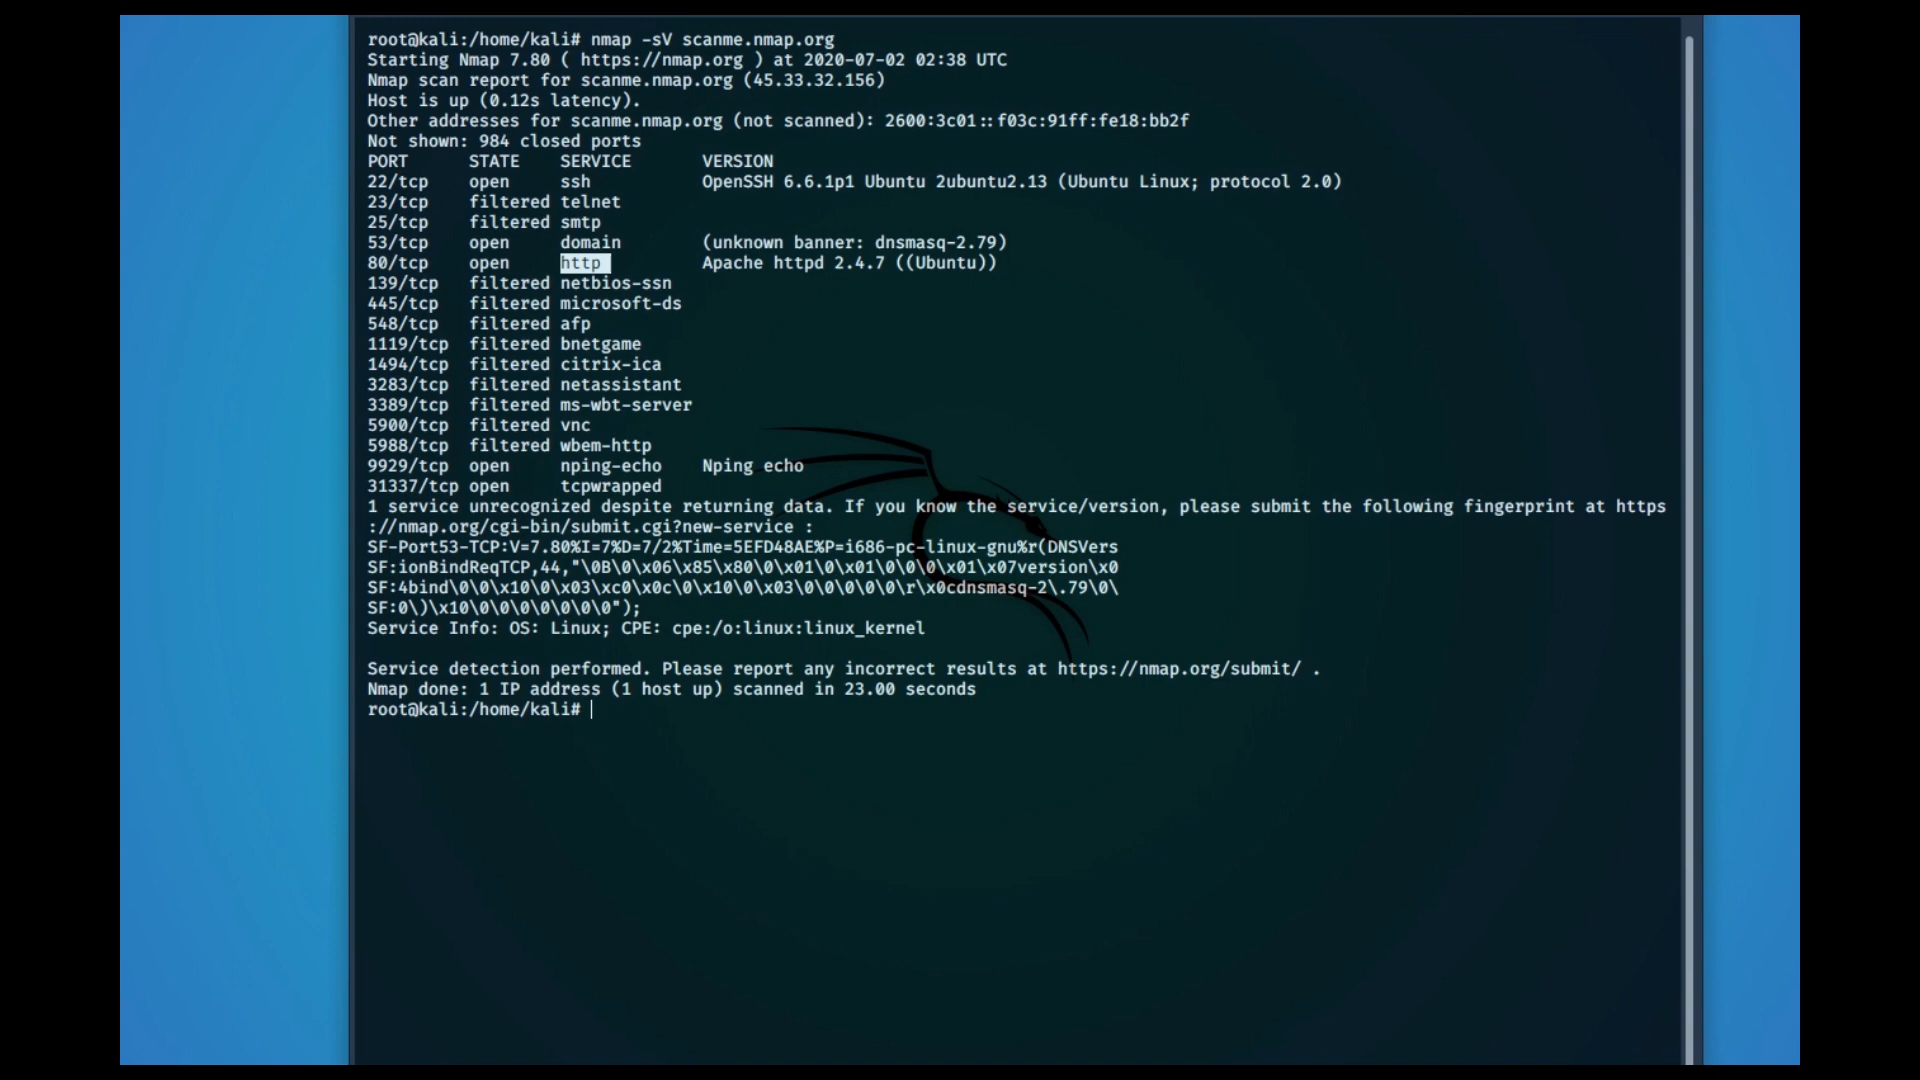 root@kali:/home/kali# nmap -sV scanme.nmap.org
Starting Nmap 7.80 ( https://nmap.org ) at 2020-07-02 02:38 UTC
Nmap scan report for scanme.nmap.org (45.33.32.156)
Host is up (0.12s latency).
Other addresses for scanme.nmap.org (not scanned): 2600:3c01::f03c:91ff:fe18:bb2f
Not shown: 984 closed ports
PORT      STATE    SERVICE       VERSION
22/tcp    open     ssh           OpenSSH 6.6.1p1 Ubuntu 2ubuntu2.13 (Ubuntu Linux; protocol 2.0)
23/tcp    filtered telnet
25/tcp    filtered smtp
53/tcp    open     domain        (unknown banner: dnsmasq-2.79)
80/tcp    open     http          Apache httpd 2.4.7 ((Ubuntu))
139/tcp   filtered netbios-ssn
445/tcp   filtered microsoft-ds
548/tcp   filtered afp
1119/tcp  filtered bnetgame
1494/tcp  filtered citrix-ica
3283/tcp  filtered netassistant
3389/tcp  filtered ms-wbt-server
5900/tcp  filtered vnc
5988/tcp  filtered wbem-http
9929/tcp  open     nping-echo    Nping echo
31337/tcp open     tcpwrapped
1 service unrecognized despite returning data. If you know the service/version, please submit the following fingerprint at https
://nmap.org/cgi-bin/submit.cgi?new-service :
SF-Port53-TCP:V=7.80%I=7%D=7/2%Time=5EFD48AE%P=i686-pc-linux-gnu%r(DNSVers
SF:ionBindReqTCP,44,"\0B\0\x06\x85\x80\0\x01\0\x01\0\0\0\x01\x07version\x0
SF:4bind\0\0\x10\0\x03\xc0\x0c\0\x10\0\x03\0\0\0\0\0\r\x0cdnsmasq-2\.79\0\
SF:0\)\x10\0\0\0\0\0\0\0");
Service Info: OS: Linux; CPE: cpe:/o:linux:linux_kernel
Service detection performed. Please report any incorrect results at https://nmap.org/submit/ .
Nmap done: 1 IP address (1 host up) scanned in 23.00 seconds
root@kali:/home/kali#